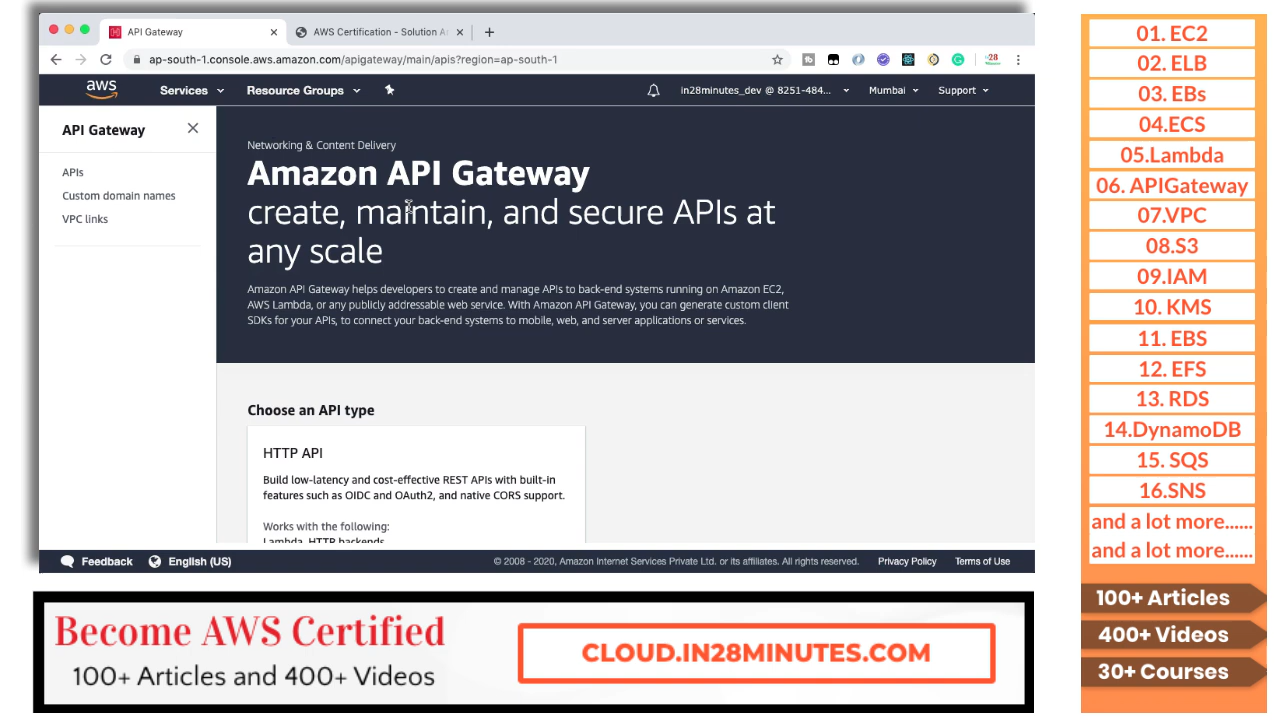 API Gateway
AWS Certification - Solution A
ap-south-1.console.aws.amazon.com/apigateway/main/apis?region=ap-south-1
28
Minutes
aws
Services
Resource Groups
in28minutes_dev @ 8251-484...
Mumbai
Support
API Gateway
APIs
Custom domain names
VPC links
Networking & Content Delivery
Amazon API Gateway
create, maintain, and secure APIs at
any scale
Amazon API Gateway helps developers to create and manage APIs to back-end systems running on Amazon EC2,
AWS Lambda, or any publicly addressable web service. With Amazon API Gateway, you can generate custom client
SDKs for your APIs, to connect your back-end systems to mobile, web, and server applications or services.
Choose an API type
HTTP API
Build low-latency and cost-effective REST APIs with built-in
features such as OIDC and OAuth2, and native CORS support.
Works with the following:
Lambda, HTTP backends
Feedback
English (US)
© 2008 - 2020, Amazon Internet Services Private Ltd. or its affiliates. All rights reserved.
Privacy Policy
Terms of Use
Become AWS Certified
100+ Articles and 400+ Videos
CLOUD.IN28MINUTES.COM
01. EC2
02. ELB
03. EBs
04.ECS
05.Lambda
06. APIGateway
07.VPC
08.S3
09.IAM
10. KMS
11. EBS
12. EFS
13. RDS
14.DynamoDB
15. SQS
16.SNS
and a lot more......
and a lot more......
100+ Articles
400+ Videos
30+ Courses